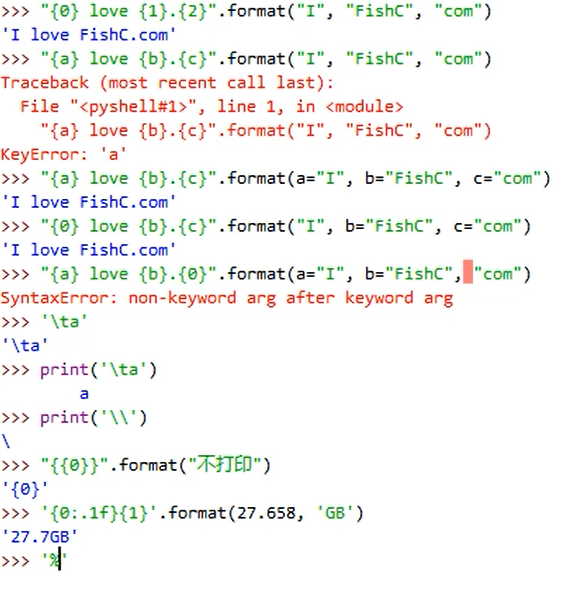 >>> "{0} love {1}.{2}".format("I", "FishC", "com")
'I love FishC.com'
>>> "{a} love {b}.{c}".format("I", "FishC", "com")
Traceback (most recent call last):
  File "<pyshell#1>", line 1, in <module>
    "{a} love {b}.{c}".format("I", "FishC", "com")
KeyError: 'a'
>>> "{a} love {b}.{c}".format(a="I", b="FishC", c="com")
'I love FishC.com'
>>> "{0} love {b}.{c}".format("I", b="FishC", c="com")
'I love FishC.com'
>>> "{a} love {b}.{0}".format(a="I", b="FishC", "com")
SyntaxError: non-keyword arg after keyword arg
>>> '\ta'
'\ta'
>>> print('\ta')
	a
>>> print('\\')
\
>>> "{{0}}".format("不打印")
'{0}'
>>> '{0:.1f}{1}'.format(27.658, 'GB')
'27.7GB'
>>> '%'